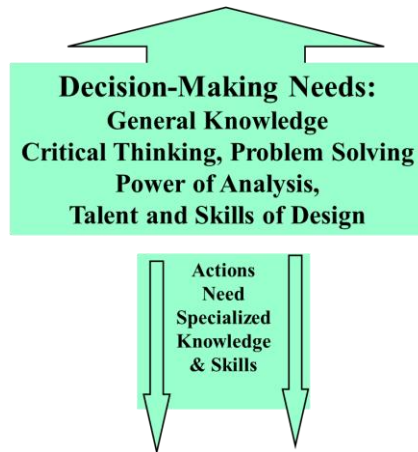 Decision-Making Needs:
General Knowledge
Critical Thinking, Problem Solving
Power of Analysis,
Talent and Skills of Design
Actions
Need
Specialized
Knowledge
& Skills